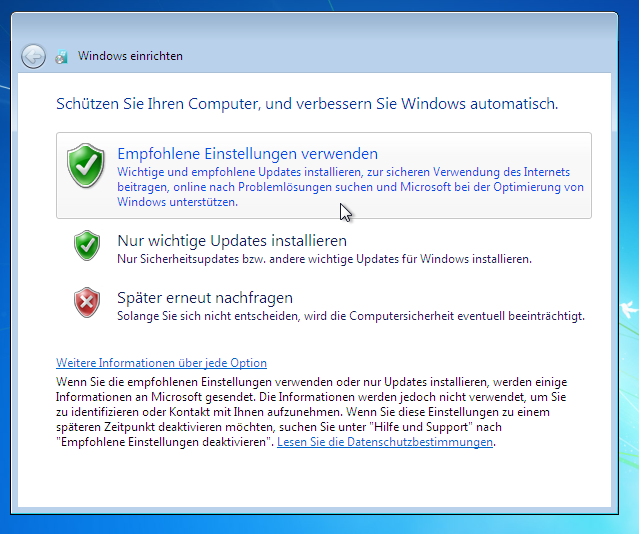 Windows einrichten
Schützen Sie Ihren Computer, und verbessern Sie Windows automatisch.
Empfohlene Einstellungen verwenden
Wichtige und empfohlene Updates installieren, zur sicheren Verwendung des Internets
beitragen, online nach Problemlösungen suchen und Microsoft bei der Optimierung von
Windows unterstützen.
Nur wichtige Updates installieren
Nur Sicherheitsupdates bzw. andere wichtige Updates für Windows installieren.
Später erneut nachfragen
Solange Sie sich nicht entscheiden, wird die Computersicherheit eventuell beeinträchtigt.
Weitere Informationen über jede Option
Wenn Sie die empfohlenen Einstellungen verwenden oder nur Updates installieren, werden einige
Informationen an Microsoft gesendet. Die Informationen werden jedoch nicht verwendet, um Sie
zu identifizieren oder Kontakt mit Ihnen aufzunehmen. Wenn Sie diese Einstellungen zu einem
späteren Zeitpunkt deaktivieren möchten, suchen Sie unter "Hilfe und Support" nach
"Empfohlene Einstellungen deaktivieren". Lesen Sie die Datenschutzbestimmungen.